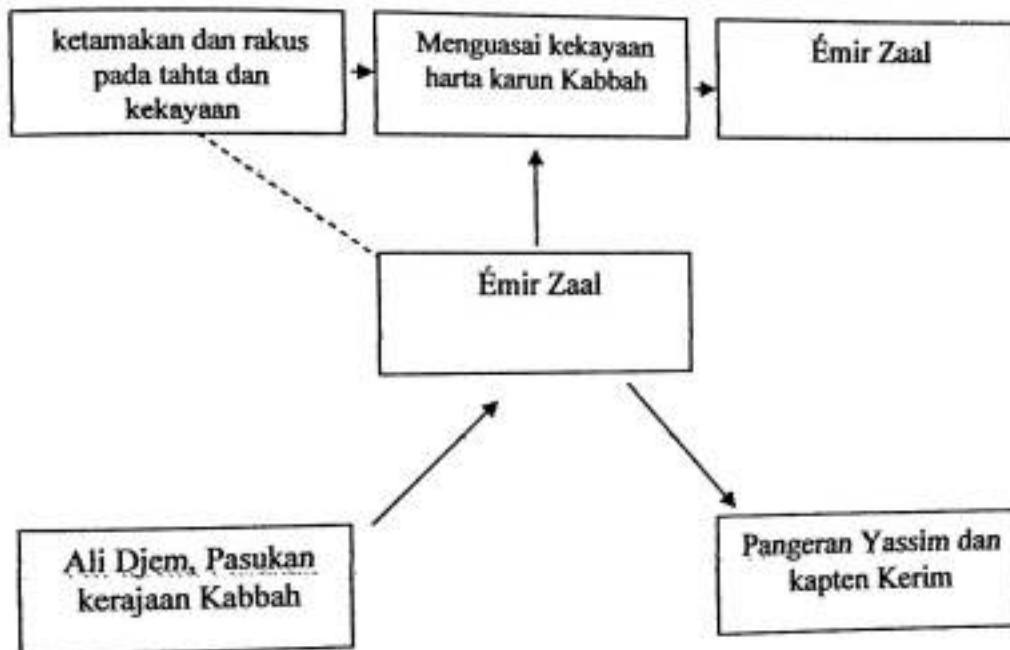 ketamakan dan rakus
pada tahta dan
kekayaan
Menguasai kekayaan
harta karun Kabbah
Émir Zaal
Émir Zaal
Ali Djem, Pasukan
kerajaan Kabbah
Pangeran Yassim dan
kapten Kerim